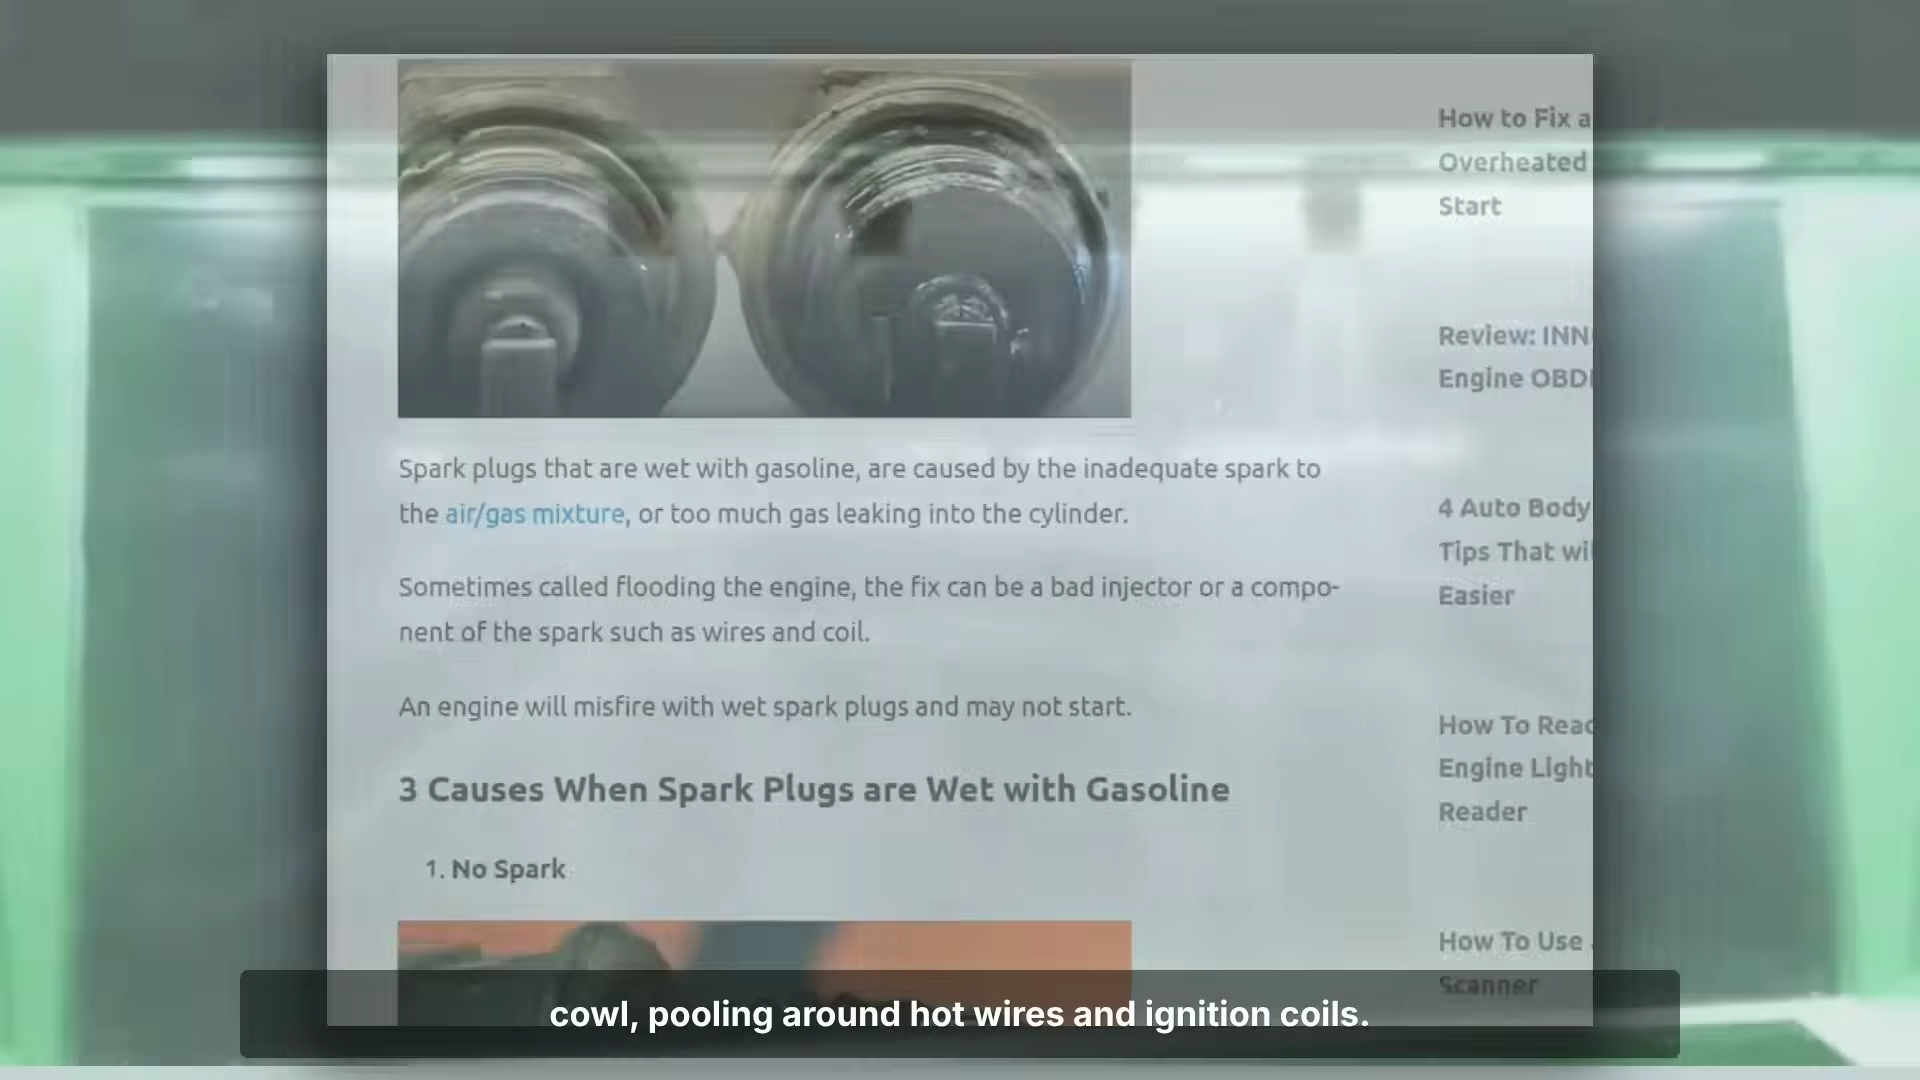 Spark plugs that are wet with gasoline, are caused by the inadequate spark to
the air/gas mixture, or too much gas leaking into the cylinder.
Sometimes called flooding the engine, the fix can be a bad injector or a compo-
nent of the spark such as wires and coil.
An engine will misfire with wet spark plugs and may not start.
3 Causes When Spark Plugs are Wet with Gasoline
1. No Spark
How to Fix a
Overheated
Start
Review: INN
Engine OBD
4 Auto Body
Tips That wi
Easier
How To Read
Engine Light
Reader
How To Use
Scanner
cowl, pooling around hot wires and ignition coils.